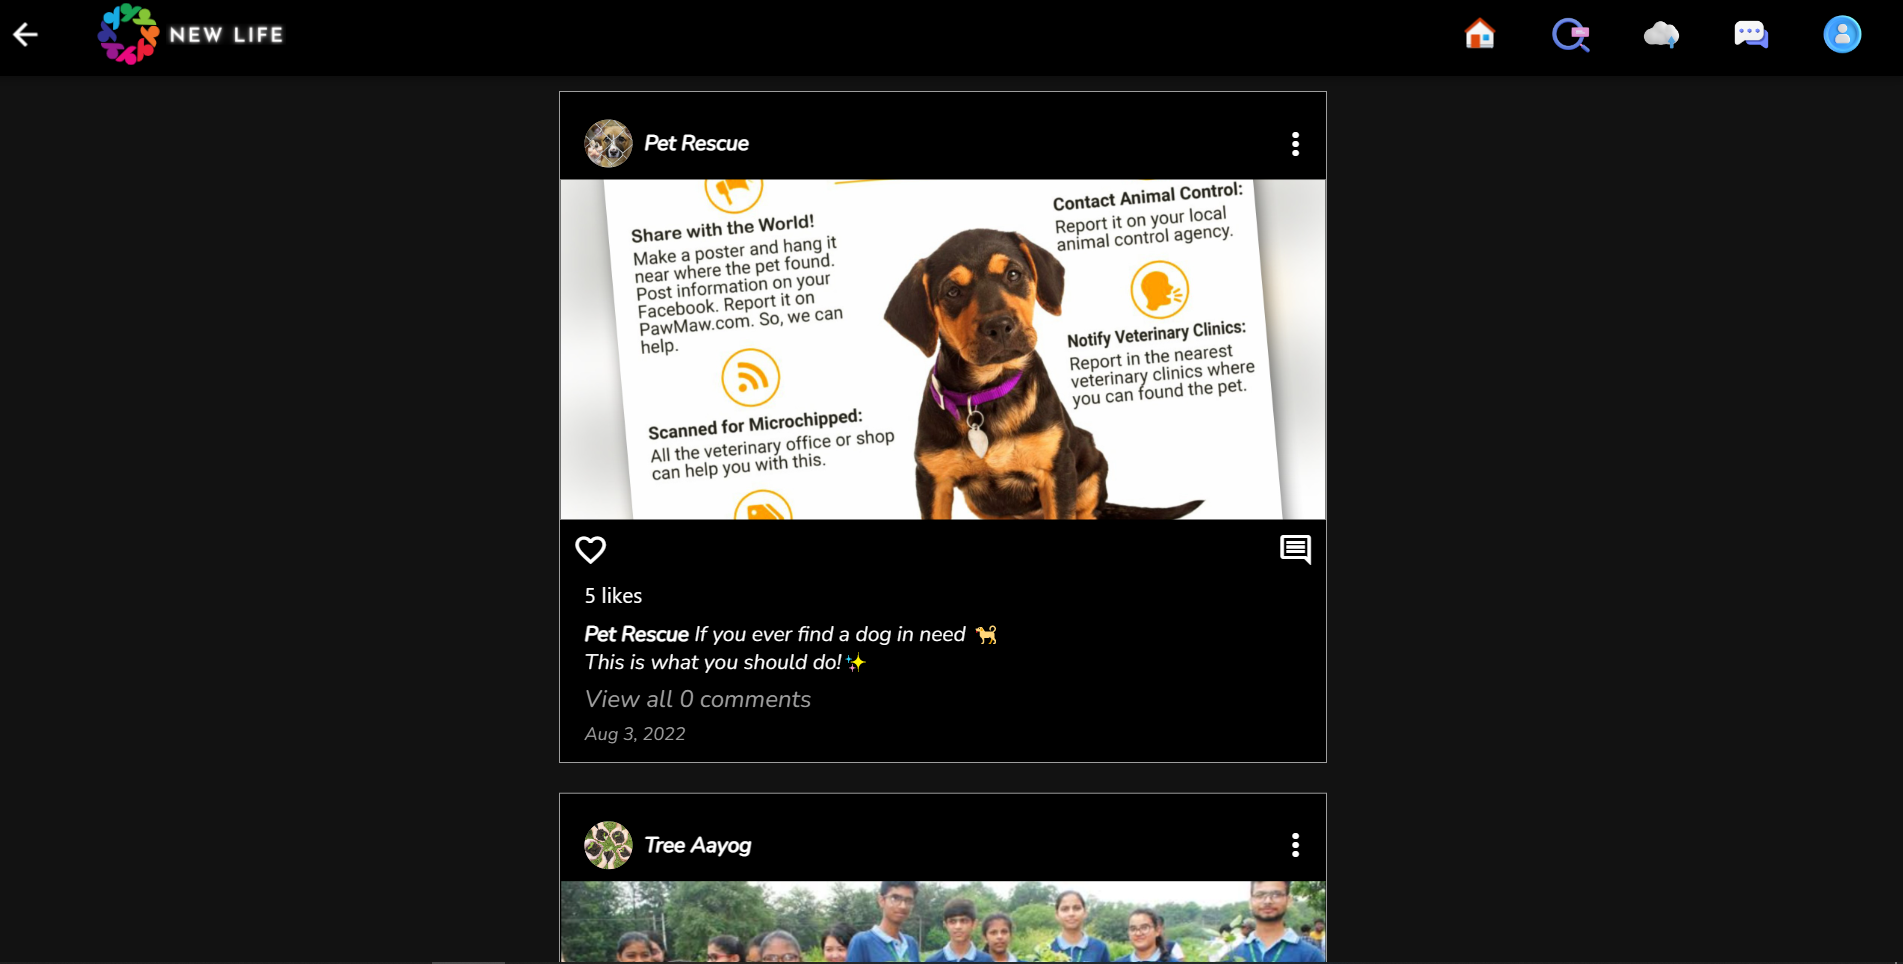 NEW LIFE
Pet Rescue
Share with the World!
Make a poster and hang it
near where the pet found.
Post information on your
Facebook. Report it on
PawMaw.com. So, we can
help.
Scanned for Microchipped:
All the veterinary office or shop
can help you with this.
Contact Animal Control:
Report it on your local
animal control agency.
Notify Veterinary Clinics:
Report in the nearest
veterinary clinics where
you can found the pet.
5 likes
Pet Rescue If you ever find a dog in need 🐕
This is what you should do!✨
View all 0 comments
Aug 3, 2022
Tree Aayog